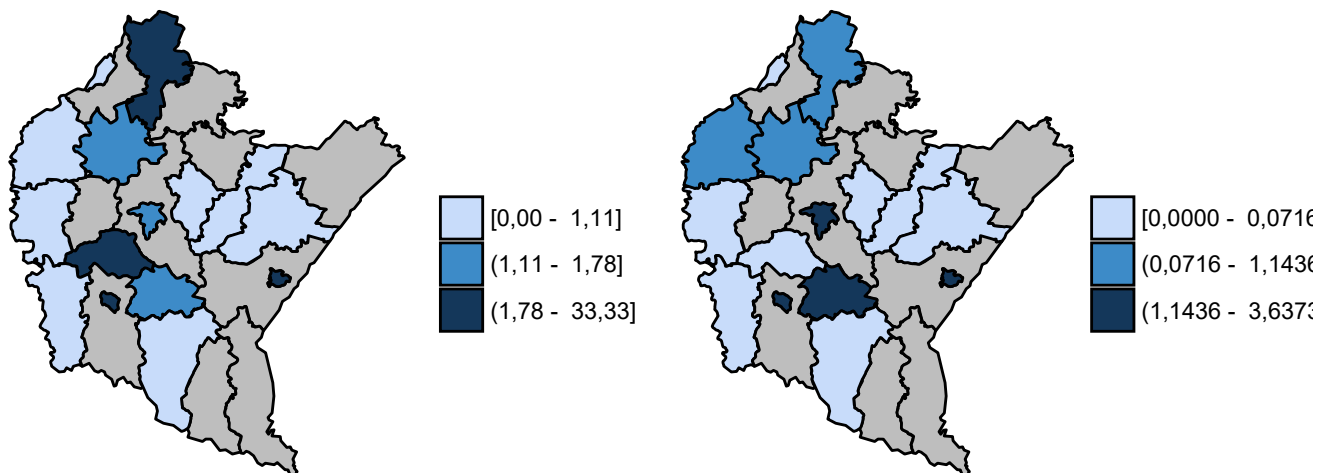 [0,00 - 1,11]
(1,11 - 1,78]
(1,78 - 33,33]
[0,0000 - 0,0716
(0,0716 - 1,1436
(1,1436 - 3,6373